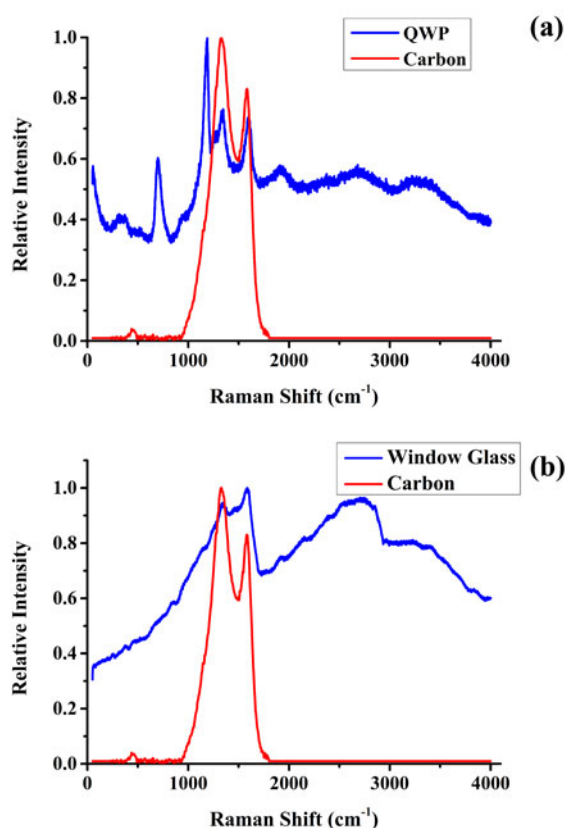 (a)
QWP
Carbon
1.0
0.8
0.6
0.4
0.2
0.0
Relative Intensity
0 1000 2000 3000 4000
Raman Shift (cm⁻¹)
(b)
Window Glass
Carbon
1.0
0.8
0.6
0.4
0.2
0.0
Relative Intensity
0 1000 2000 3000 4000
Raman Shift (cm⁻¹)